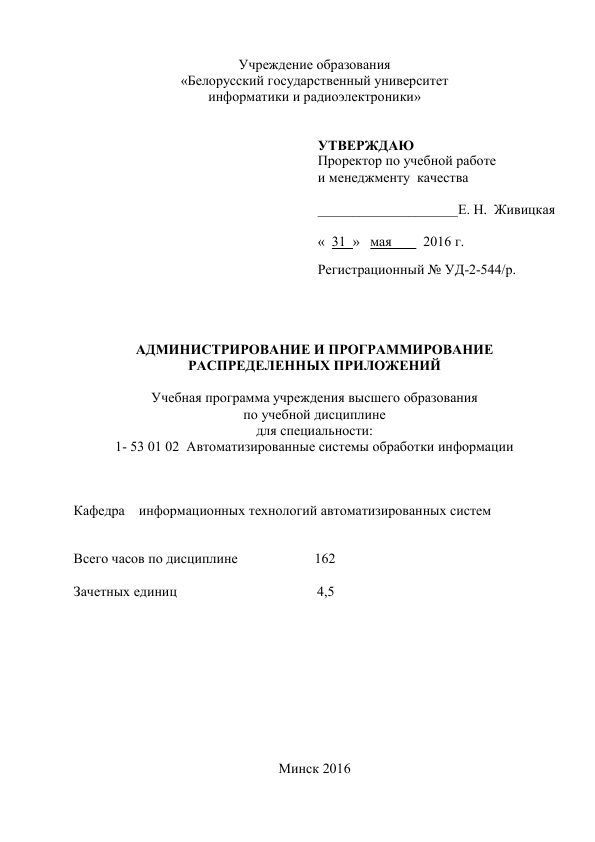 Учреждение образования
«Белорусский государственный университет
информатики и радиоэлектроники»
УТВЕРЖДАЮ
Проректор по учебной работе
и менеджменту качества
____________________Е. Н. Живицкая
« 31 » мая 2016 г.
Регистрационный № УД-2-544/р.
АДМИНИСТРИРОВАНИЕ И ПРОГРАММИРОВАНИЕ
РАСПРЕДЕЛЕННЫХ ПРИЛОЖЕНИЙ
Учебная программа учреждения высшего образования
по учебной дисциплине
для специальности:
1- 53 01 02 Автоматизированные системы обработки информации
Кафедра информационных технологий автоматизированных систем
Всего часов по дисциплине 162
Зачетных единиц 4,5
Минск 2016